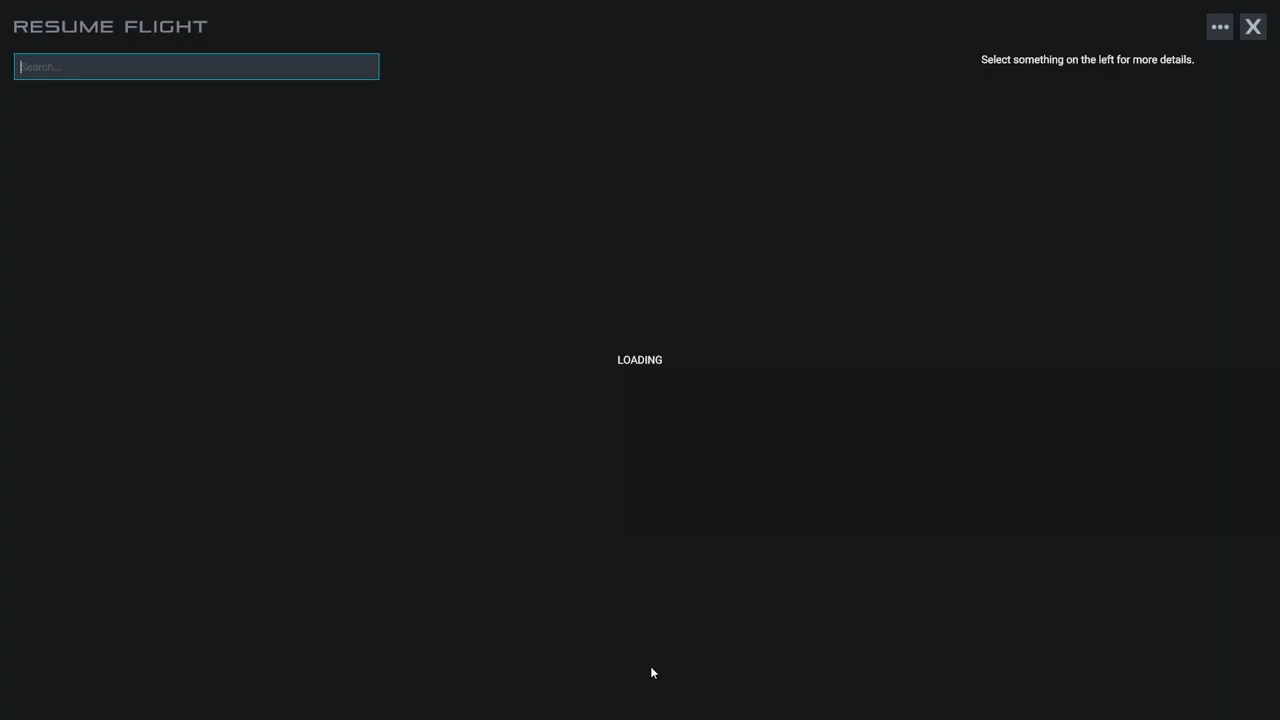 RESUME FLIGHT
Search...
Select something on the left for more details.
LOADING